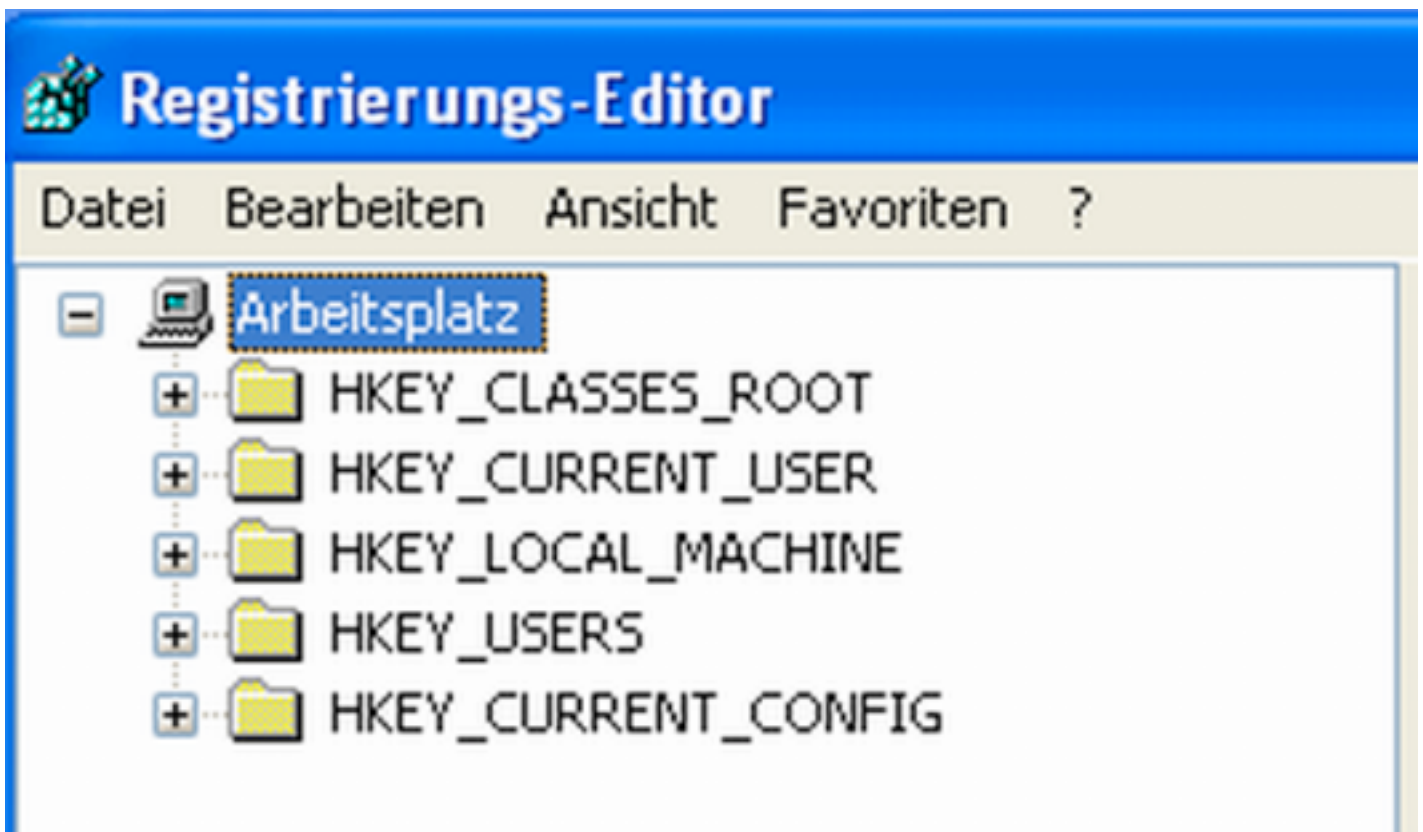 Registrierungs-Editor
Datei Bearbeiten Ansicht Favoriten ?
Arbeitsplatz
HKEY_CLASSES_ROOT
HKEY_CURRENT_USER
HKEY_LOCAL_MACHINE
HKEY_USERS
HKEY_CURRENT_CONFIG